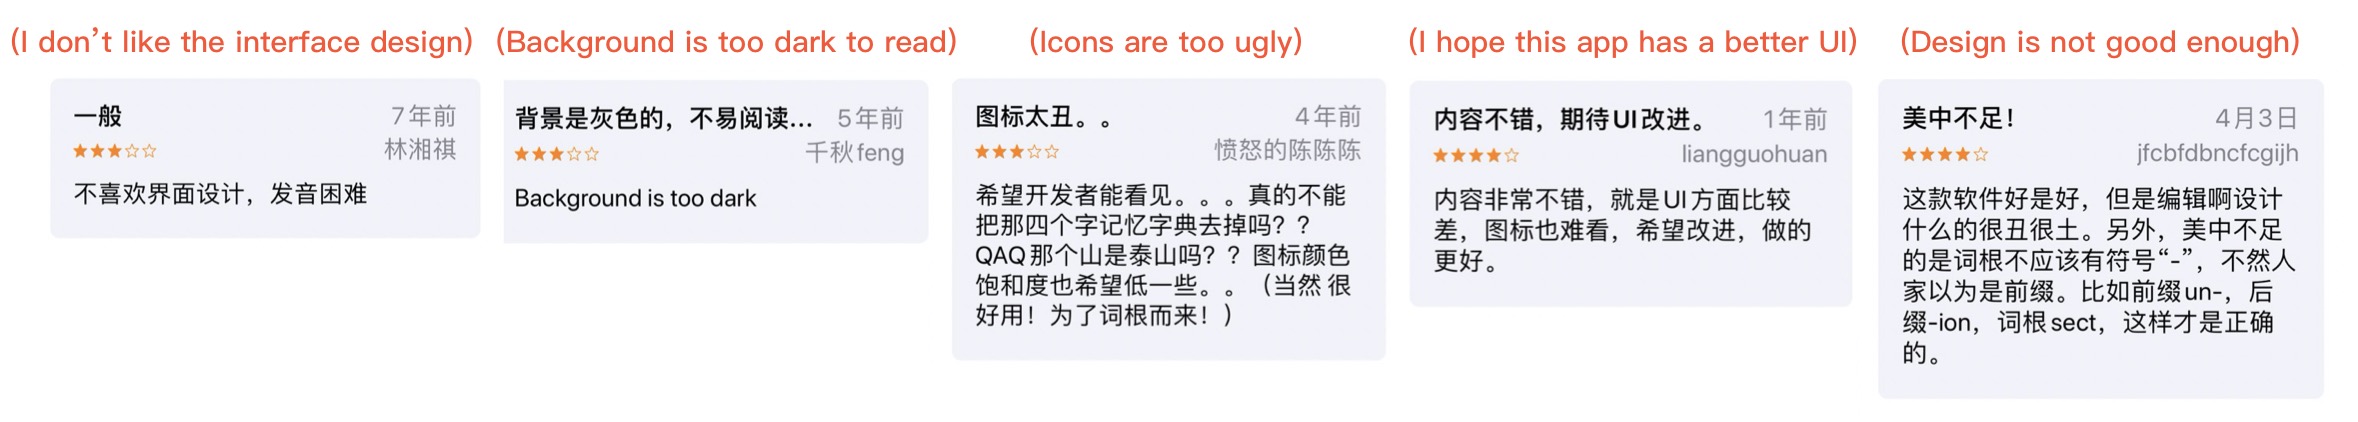 (I don't like the interface design)
一般
7年前
林湘祺
不喜欢界面设计，发音困难
(Background is too dark to read)
背景是灰色的，不易阅读...
5年前
千秋feng
Background is too dark
(Icons are too ugly)
图标太丑。。
4年前
愤怒的陈陈陈
希望开发者能看见。。。真的不能
把那四个字记忆字典去掉吗？？
QAQ那个山是泰山吗？？图标颜色
饱和度也希望低一些。。（当然 很
好用！为了词根而来！）
(I hope this app has a better UI)
内容不错，期待UI改进。
1年前
liangguohuan
内容非常不错，就是UI方面比较
差，图标也难看，希望改进，做的
更好。
(Design is not good enough)
美中不足！
4月3日
jfcbfdbncfcgijh
这款软件好是好，但是编辑啊设计
什么的很丑很土。另外，美中不足
的是词根不应该有符号“-”，不然人
家以为是前缀。比如前缀un-，后
缀-ion，词根sect，这样才是正确
的。